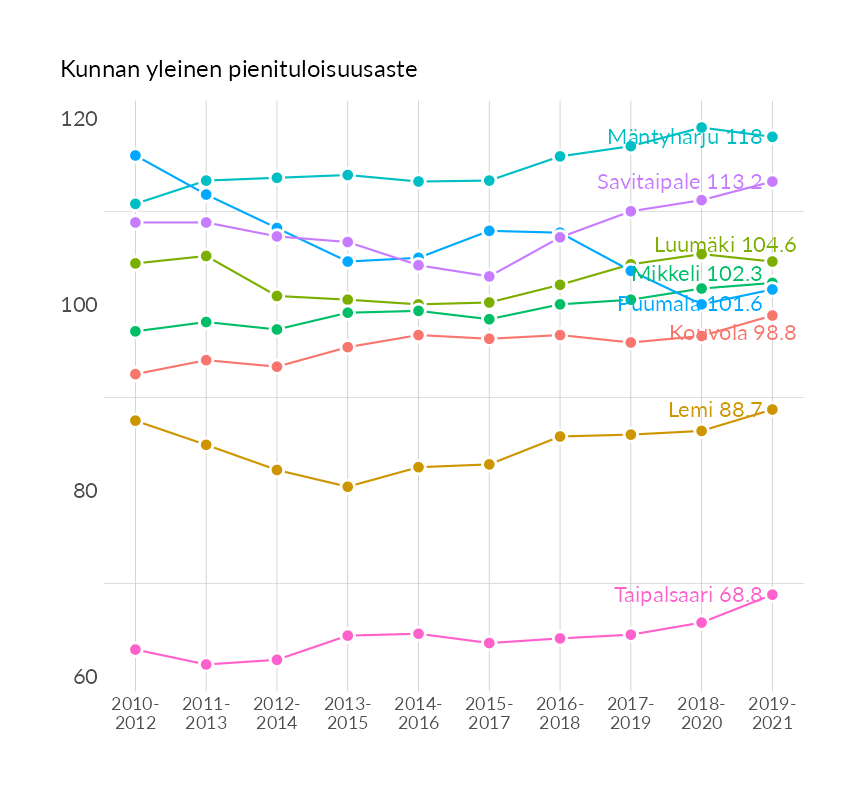 Kunnan yleinen pienituloisuusaste
120
Mäntyharju 118
Savitaipale 113.2
Luumäki 104.6
Mikkeli 102.3
100
Puumala 101.6
Kouvola 98.8
Lemi 88.7
80
Taipalsaari 68.8
60
2010-
2012
2011-
2013
2012-
2014
2013-
2015
2014-
2016
2015-
2017
2016-
2018
2017-
2019
2018-
2020
2019-
2021